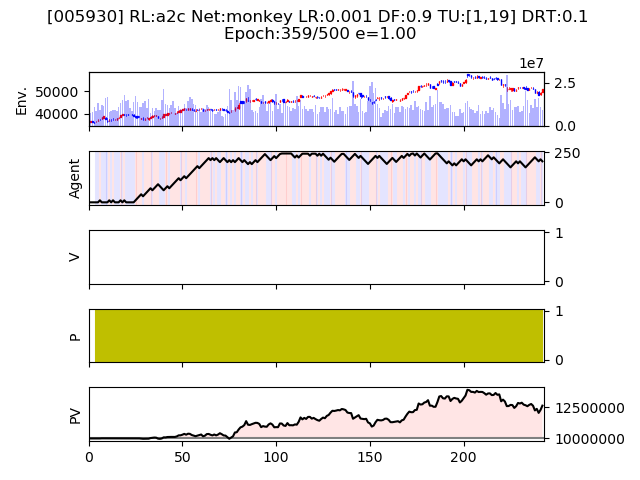 [005930] RL:a2c Net:monkey LR:0.001 DF:0.9 TU:[1,19] DRT:0.1
Epoch:359/500 e=1.00
1e7
Env.
50000
40000
2.5
0.0
Agent
250
0
V
1
0
P
1
0
PV
12500000
10000000
0 50 100 150 200